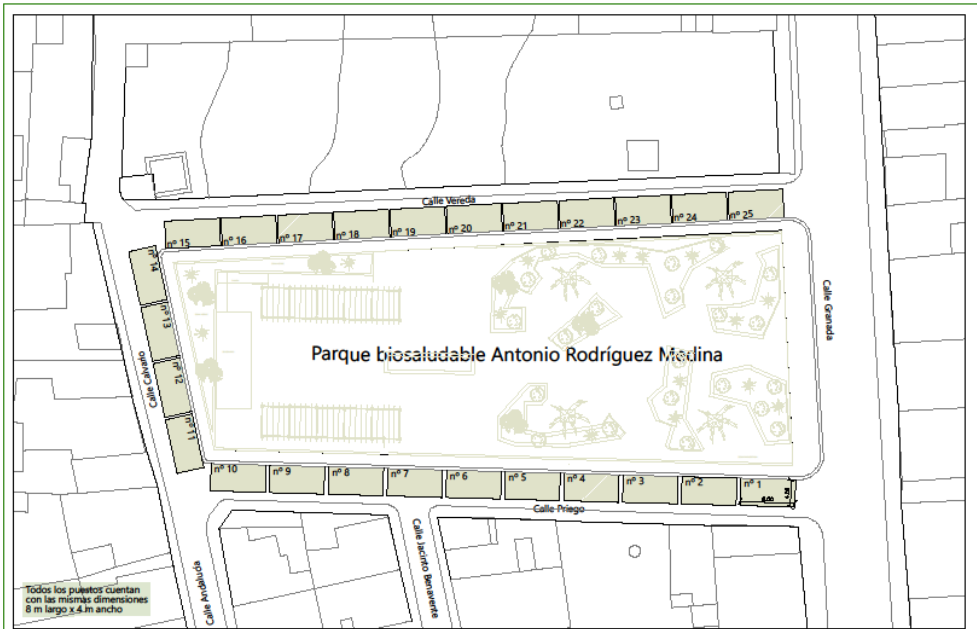 Calle Vereda
nº 15
nº 16
nº 17
nº 18
nº 19
nº 20
nº 21
nº 22
nº 23
nº 24
nº 25
nº 14
nº 13
nº 12
nº 11
Calle Calvario
Calle Granada
Parque biosaludable Antonio Rodríguez Medina
nº 10
nº 9
nº 8
nº 7
nº 6
nº 5
nº 4
nº 3
nº 2
nº 1
Calle Priego
Calle Andaluda
Calle Jacinto Benavente
Todos los puestos cuentan
con las mismas dimensiones
8 m largo x 4 m ancho